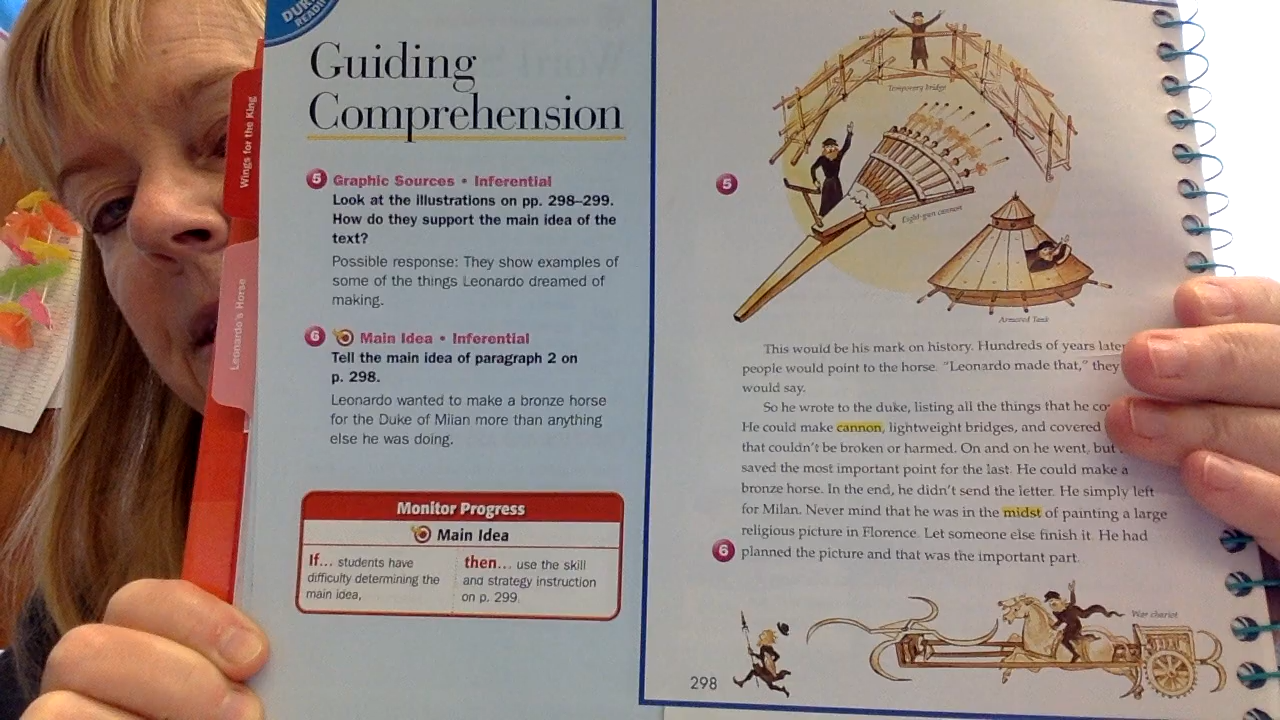 DUR
READI
Guiding
Comprehension
Wings for the King
Leonardo's Horse
5 Graphic Sources • Inferential
Look at the illustrations on pp. 298–299.
How do they support the main idea of the
text?
Possible response: They show examples of
some of the things Leonardo dreamed of
making.
6 Main Idea • Inferential
Tell the main idea of paragraph 2 on
p. 298.
Leonardo wanted to make a bronze horse
for the Duke of Milan more than anything
else he was doing.
Monitor Progress
Main Idea
If... students have
difficulty determining the
main idea,
then... use the skill
and strategy instruction
on p. 299.
Temporary bridge
5
Eight-gun cannon
Armored Tank
This would be his mark on history. Hundreds of years later
people would point to the horse. "Leonardo made that," they
would say.
So he wrote to the duke, listing all the things that he co
He could make cannon, lightweight bridges, and covered
that couldn't be broken or harmed. On and on he went, but
saved the most important point for the last. He could make a
bronze horse. In the end, he didn't send the letter. He simply left
for Milan. Never mind that he was in the midst of painting a large
religious picture in Florence. Let someone else finish it. He had
6 planned the picture and that was the important part.
War chariot
298